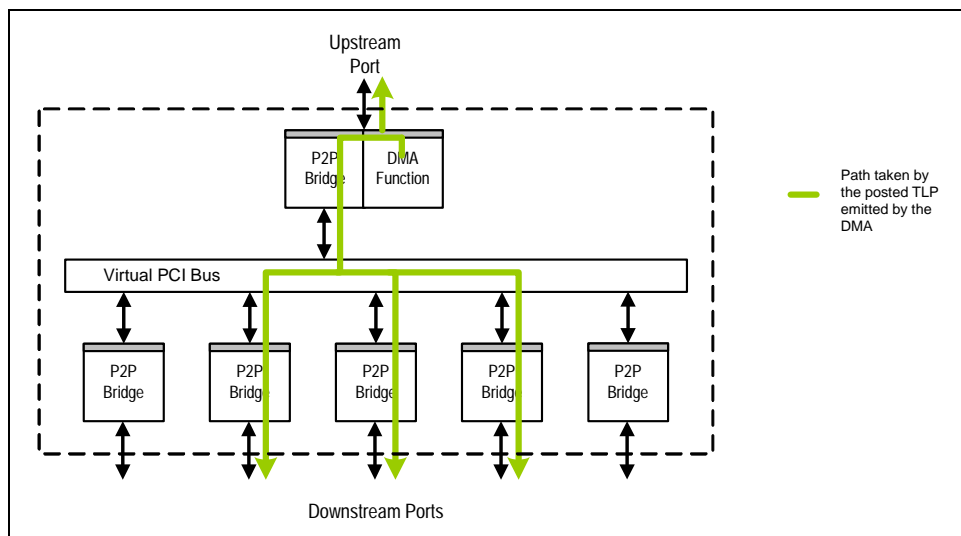 Upstream
Port
P2P
Bridge
DMA
Function
Path taken by
the posted TLP
emitted by the
DMA
Virtual PCI Bus
P2P
Bridge
P2P
Bridge
P2P
Bridge
P2P
Bridge
P2P
Bridge
Downstream Ports